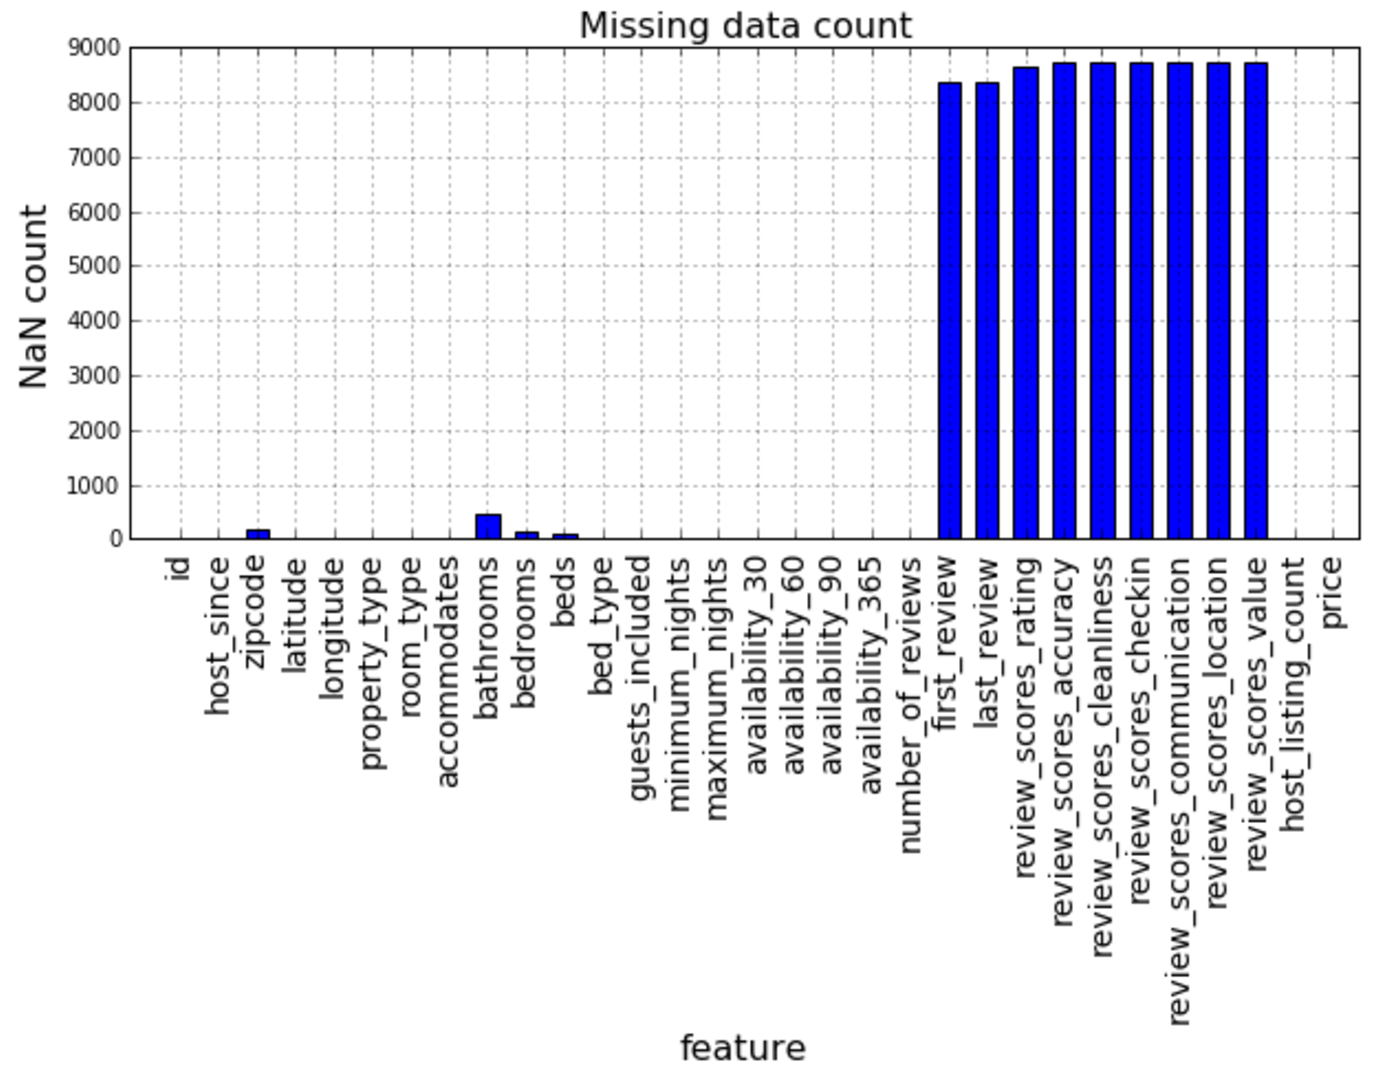 Missing data count
NaN count
9000
8000
7000
6000
5000
4000
3000
2000
1000
0
id
host_since
zipcode
latitude
longitude
property_type
room_type
accommodates
bathrooms
bedrooms
beds
bed_type
guests_included
minimum_nights
maximum_nights
availability_30
availability_60
availability_90
availability_365
number_of_reviews
first_review
last_review
review_scores_rating
review_scores_accuracy
review_scores_cleanliness
review_scores_checkin
review_scores_communication
review_scores_location
review_scores_value
host_listing_count
price
feature